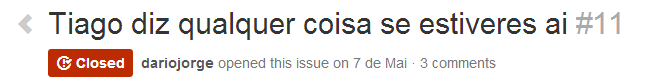 Tiago diz qualquer coisa se estiveres ai #11
Closed dariojorge opened this issue on 7 de Mai · 3 comments